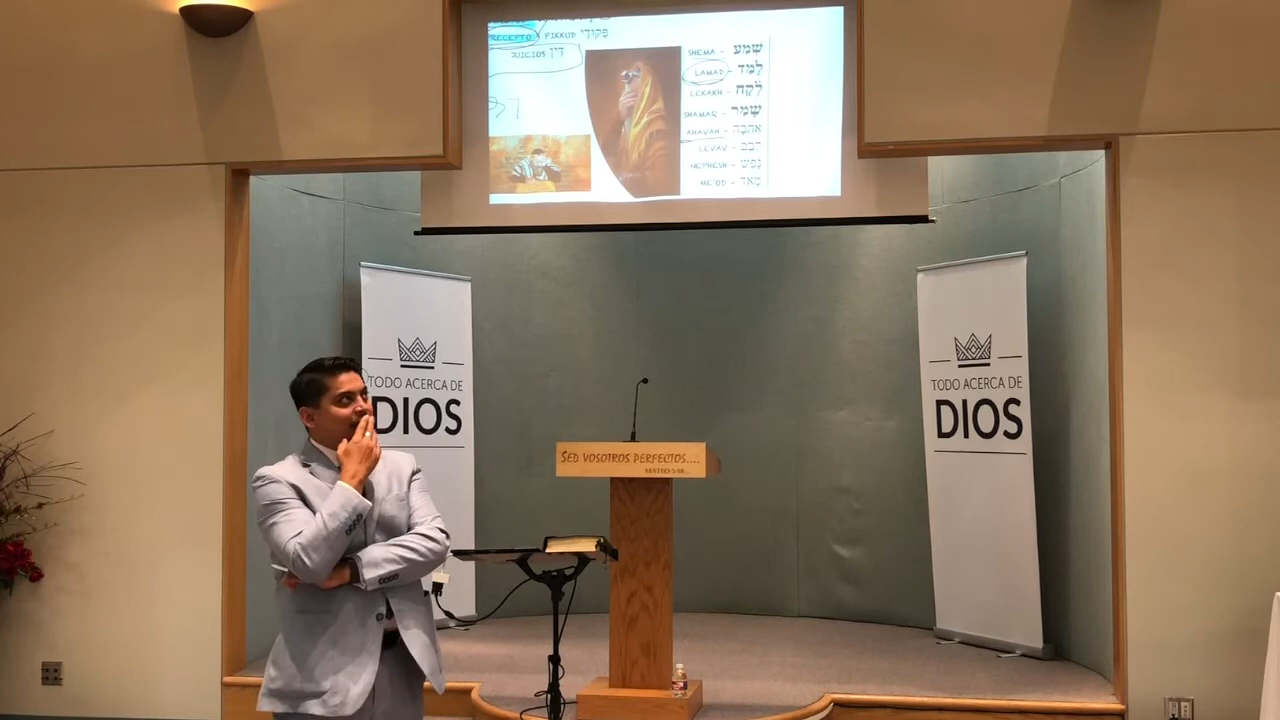 RECEPTO PIKKUD פקודי
JUICIOS דין
SHEMA - שמע
LAMAD - למד
LEKAKH - לקח
SHAMAR - שמר
AHAVAH - אהבה
LEVAV - לבב
NEPHESH - נפש
ME'OD - מאד
TODO ACERCA DE
DIOS
TODO ACERCA DE
DIOS
SED VOSOTROS PERFECTOS....
MATEO 5:48